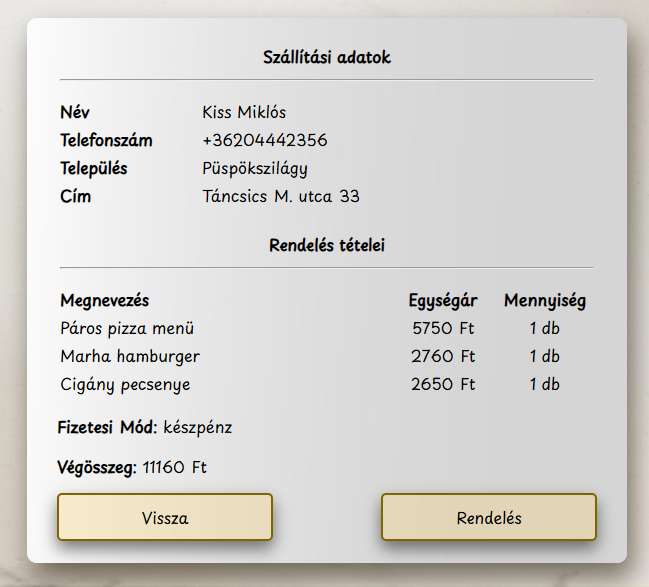 Szállítási adatok
Név Kiss Miklós
Telefonszám +36204442356
Település Püspökszilágy
Cím Táncsics M. utca 33
Rendelés tételei
Megnevezés Egységár Mennyiség
Páros pizza menü 5750 Ft 1 db
Marha hamburger 2760 Ft 1 db
Cigány pecsenye 2650 Ft 1 db
Fizetesi Mód: készpénz
Végösszeg: 11160 Ft
Vissza Rendelés